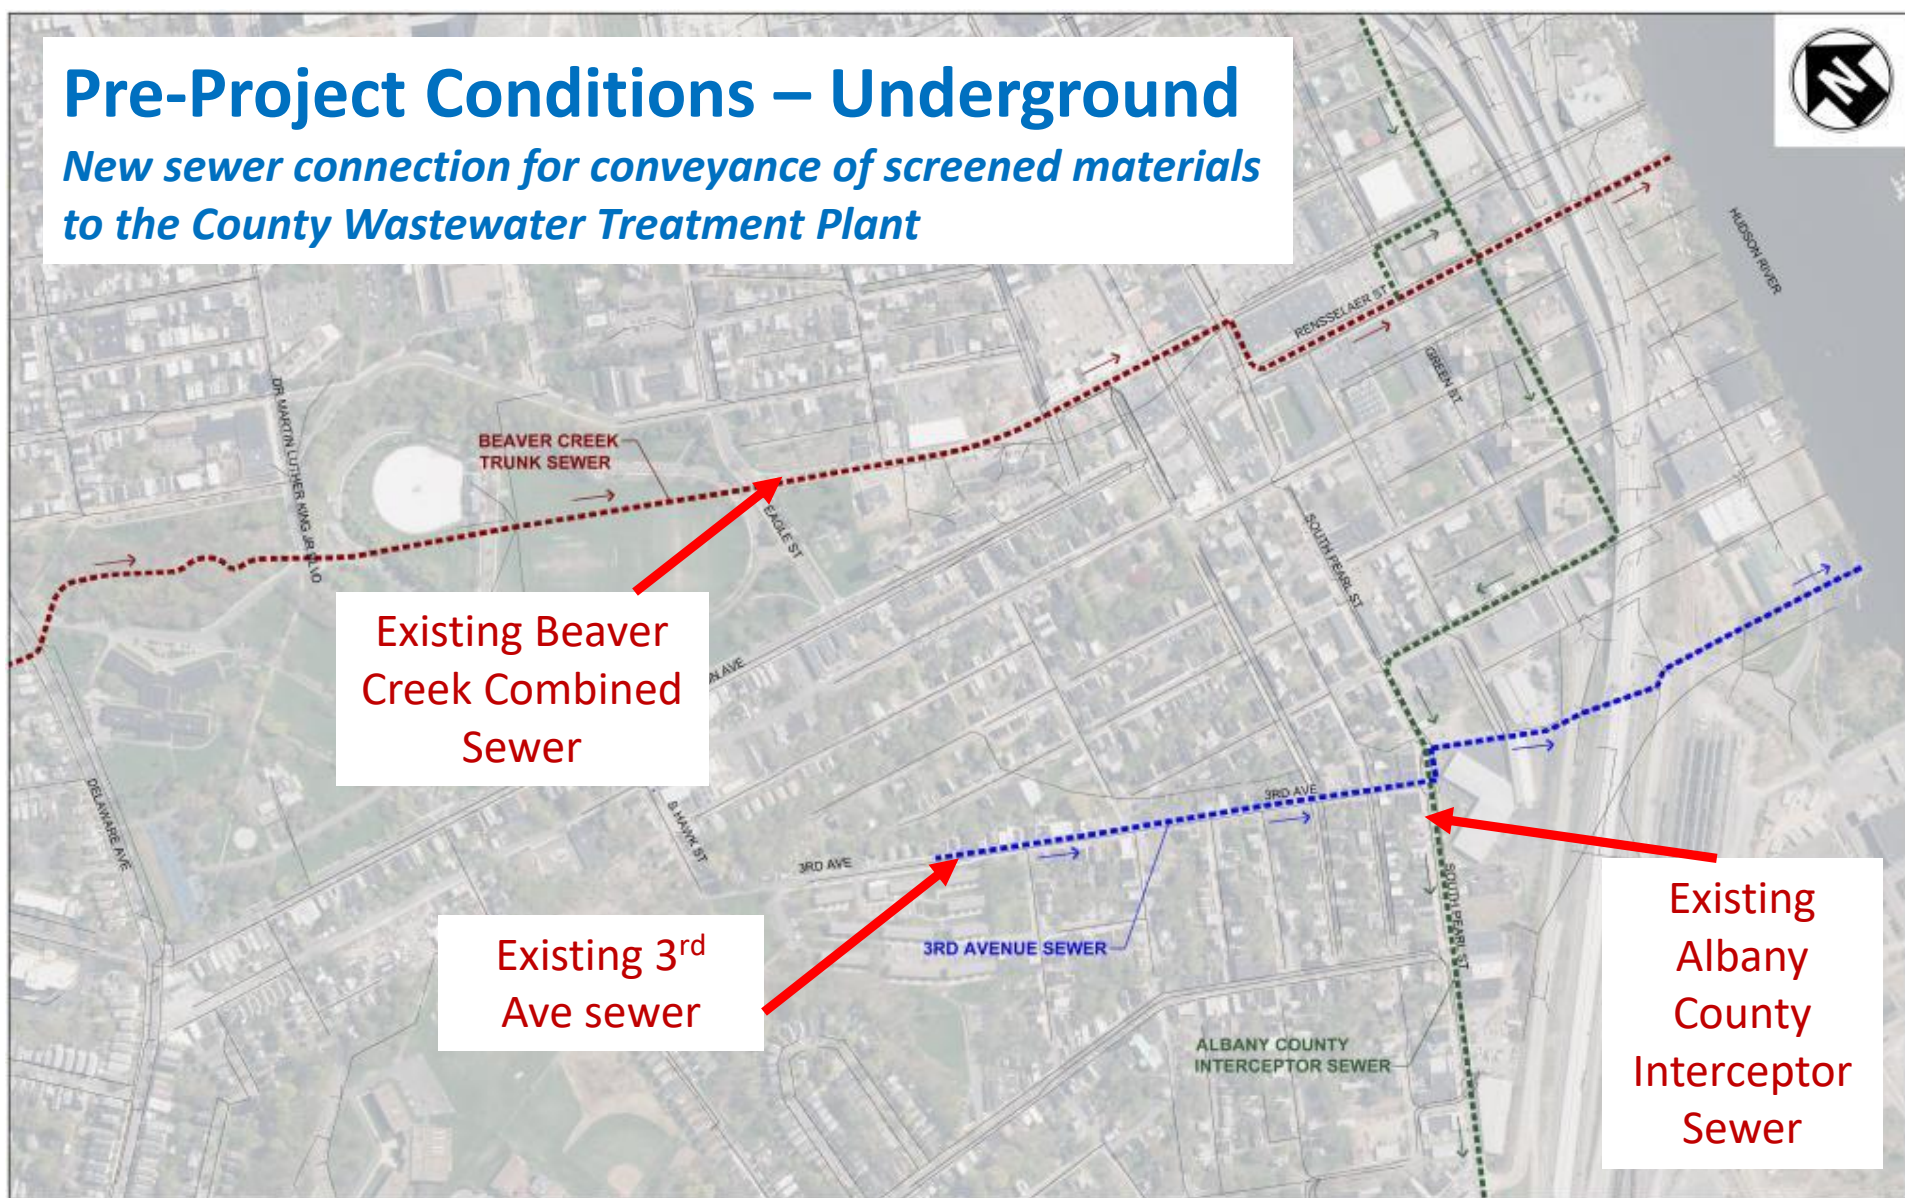 Pre-Project Conditions – Underground
New sewer connection for conveyance of screened materials
to the County Wastewater Treatment Plant
N
HUDSON RIVER
RENSSELAER ST
GREEN ST
DR MARTIN LUTHER KING JR BLVD
BEAVER CREEK
TRUNK SEWER
EAGLE ST
SOUTH PEARL ST
Existing Beaver
Creek Combined
Sewer
N AVE
DELAWARE AVE
S HAWK ST
3RD AVE
3RD AVE
SOUTH PEARL ST
Existing 3rd
Ave sewer
3RD AVENUE SEWER
ALBANY COUNTY
INTERCEPTOR SEWER
Existing
Albany
County
Interceptor
Sewer